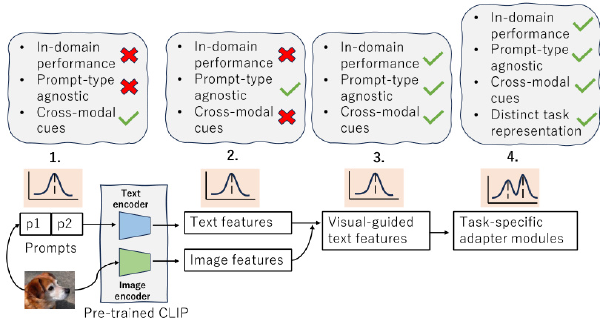 • In-domain
performance
• Prompt-type
agnostic
• Cross-modal
cues
• In-domain
performance
• Prompt-type
agnostic
• Cross-modal
cues
• In-domain
performance
• Prompt-type
agnostic
• Cross-modal
cues
• In-domain
performance
• Prompt-type
agnostic
• Cross-modal
cues
• Distinct task
representation
1.
2.
3.
4.
Text
encoder
p1 p2
Prompts
Text features
Visual-guided
text features
Task-specific
adapter modules
Image features
Image
encoder
Pre-trained CLIP